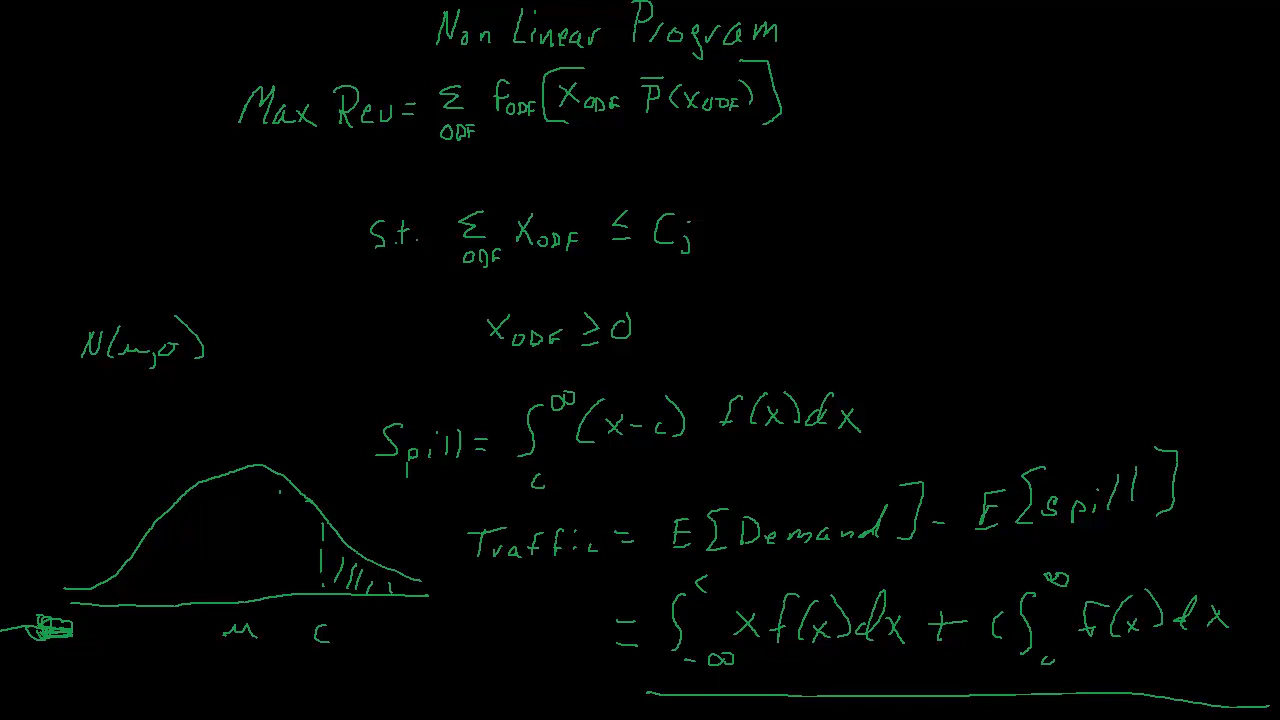 Non Linear Program
Max Rev = Σ_ODF f_ODF [X̅_ODF P̅(X_ODF)]
s.t. Σ_ODF X_ODF ≤ C_j
X_ODF ≥ 0
N(μ,σ)
Spill = ∫_c^∞ (x-c) f(x)dx
Traffic = E[Demand] - E[Spill]
= ∫_{-∞}^c x f(x)dx + c ∫_c^∞ f(x)dx
μ c